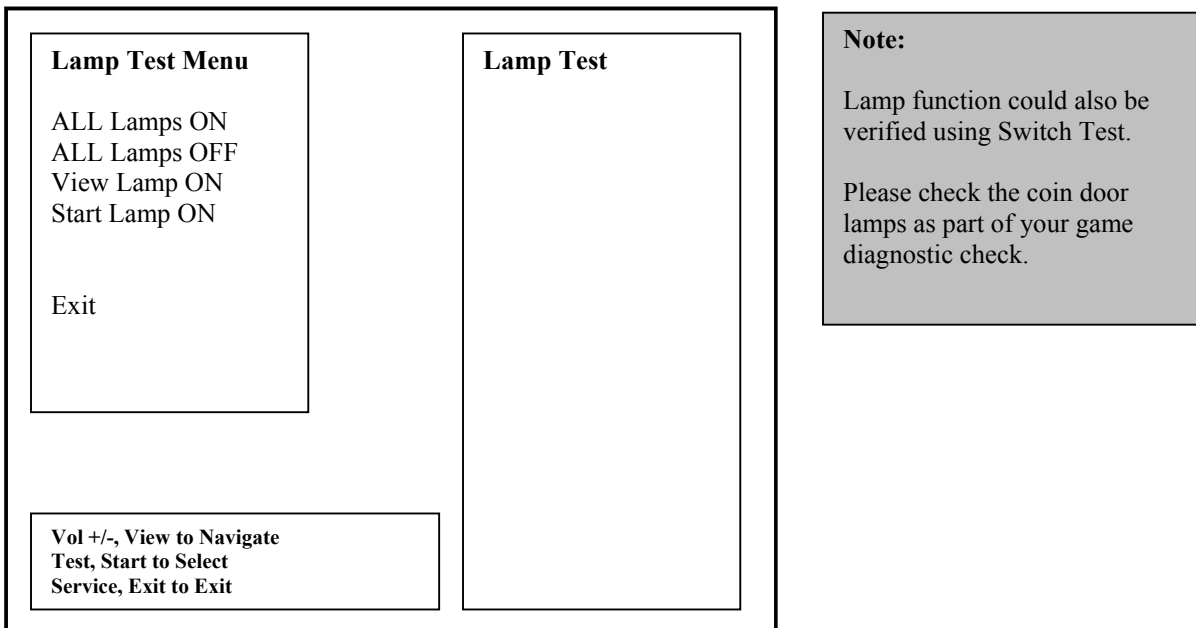 Lamp Test Menu
ALL Lamps ON
ALL Lamps OFF
View Lamp ON
Start Lamp ON
Exit
Vol +/-, View to Navigate
Test, Start to Select
Service, Exit to Exit
Lamp Test
Note:
Lamp function could also be
verified using Switch Test.
Please check the coin door
lamps as part of your game
diagnostic check.